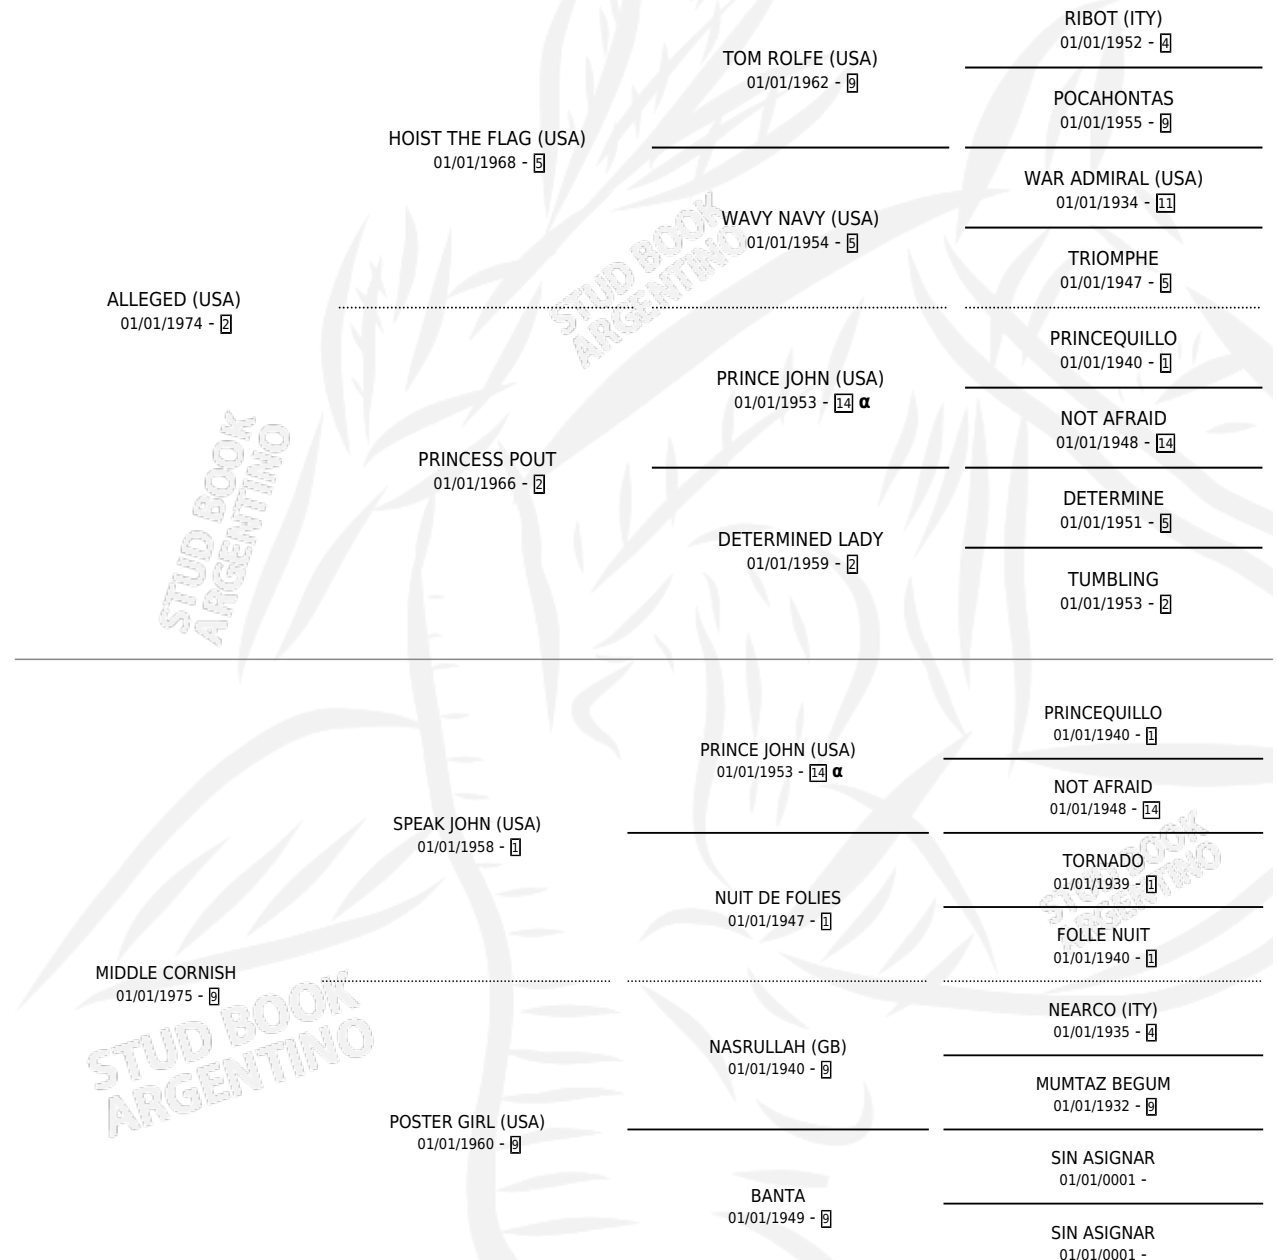 RIBOT (ITY)
01/01/1952 - 4
TOM ROLFE (USA)
01/01/1962 - 9
POCAHONTAS
01/01/1955 - 9
HOIST THE FLAG (USA)
01/01/1968 - 5
WAR ADMIRAL (USA)
01/01/1934 - 11
WAVY NAVY (USA)
01/01/1954 - 5
TRIOMPHE
01/01/1947 - 5
STUD BOOK
ARGENTINO
ALLEGED (USA)
01/01/1974 - 2
PRINCEQUILLO
01/01/1940 - 1
PRINCE JOHN (USA)
01/01/1953 - 14 α
NOT AFRAID
01/01/1948 - 14
PRINCESS POUT
01/01/1966 - 2
DETERMINE
01/01/1951 - 5
DETERMINED LADY
01/01/1959 - 2
TUMBLING
01/01/1953 - 2
STUD BOOK
ARGENTINO
PRINCEQUILLO
01/01/1940 - 1
PRINCE JOHN (USA)
01/01/1953 - 14 α
NOT AFRAID
01/01/1948 - 14
SPEAK JOHN (USA)
01/01/1958 - 1
TORNADO
01/01/1939 - 1
NUIT DE FOLIES
01/01/1947 - 1
FOLLE NUIT
01/01/1940 - 1
STUD BOOK
ARGENTINO
MIDDLE CORNISH
01/01/1975 - 9
STUD BOOK
ARGENTINO
NEARCO (ITY)
01/01/1935 - 4
NASRULLAH (GB)
01/01/1940 - 9
MUMTAZ BEGUM
01/01/1932 - 9
POSTER GIRL (USA)
01/01/1960 - 9
SIN ASIGNAR
01/01/0001 -
BANTA
01/01/1949 - 9
SIN ASIGNAR
01/01/0001 -